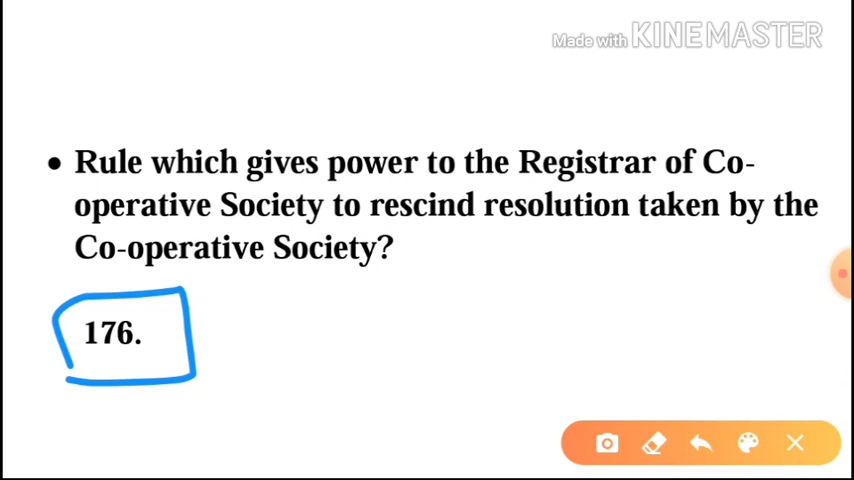 Made with KINEMASTER
• Rule which gives power to the Registrar of Co-
operative Society to rescind resolution taken by the
Co-operative Society?
176.